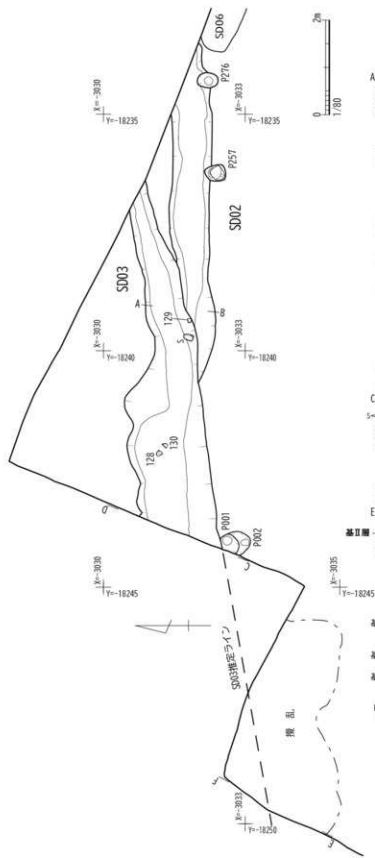 SD06
2m
0
1/80
P276
X=-3030
Y=-18235
X=-3033
Y=-18235
P257
SD02
SD03
A
B
129
S
X=-3030
Y=-18240
X=-3033
Y=-18240
128
130
D
P001
P002
C
X=-3030
Y=-18245
X=-3035
Y=-18245
SD03推定ライン
撹乱
X=-3033
Y=-18250
A
C
S
E